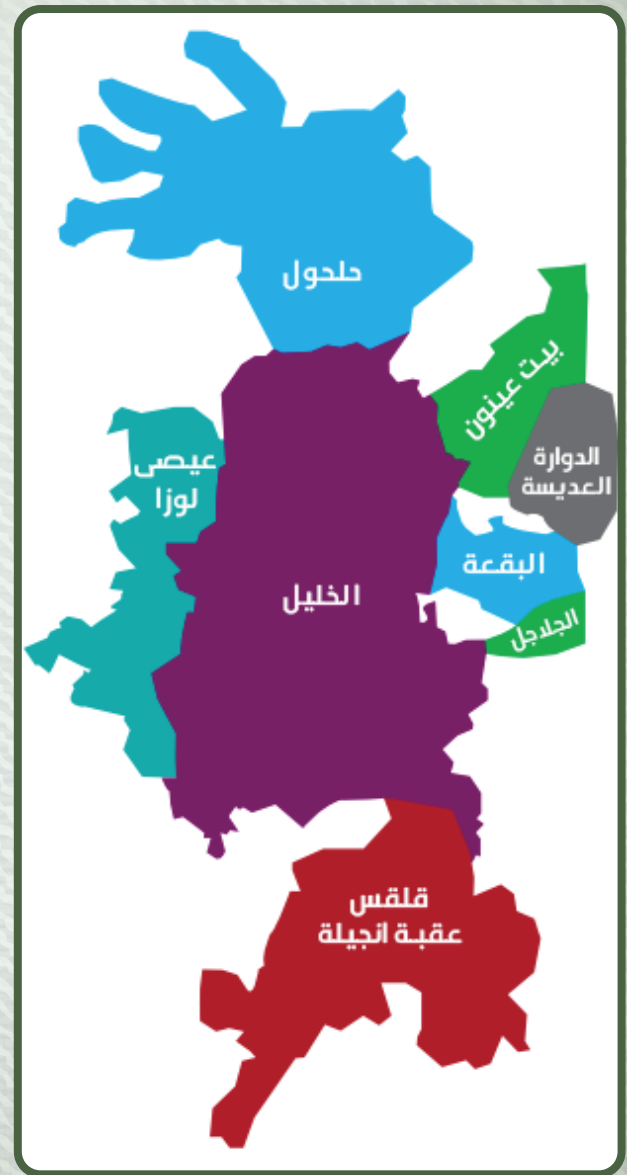 حلحول
بيت عينون
الدوارة
العديسة
عيصى
لوزا
البقعة
الخليل
الجلاجل
قلقس
عقبة انجيلة